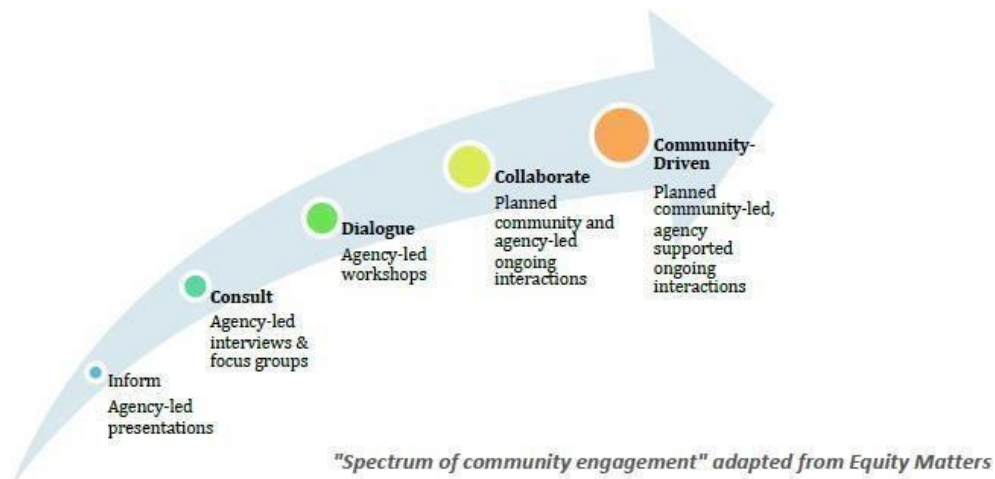 Inform
Agency-led
presentations
Consult
Agency-led
interviews &
focus groups
Dialogue
Agency-led
workshops
Collaborate
Planned
community and
agency-led
ongoing
interactions
Community-
Driven
Planned
community-led,
agency
supported
ongoing
interactions
"Spectrum of community engagement" adapted from Equity Matters